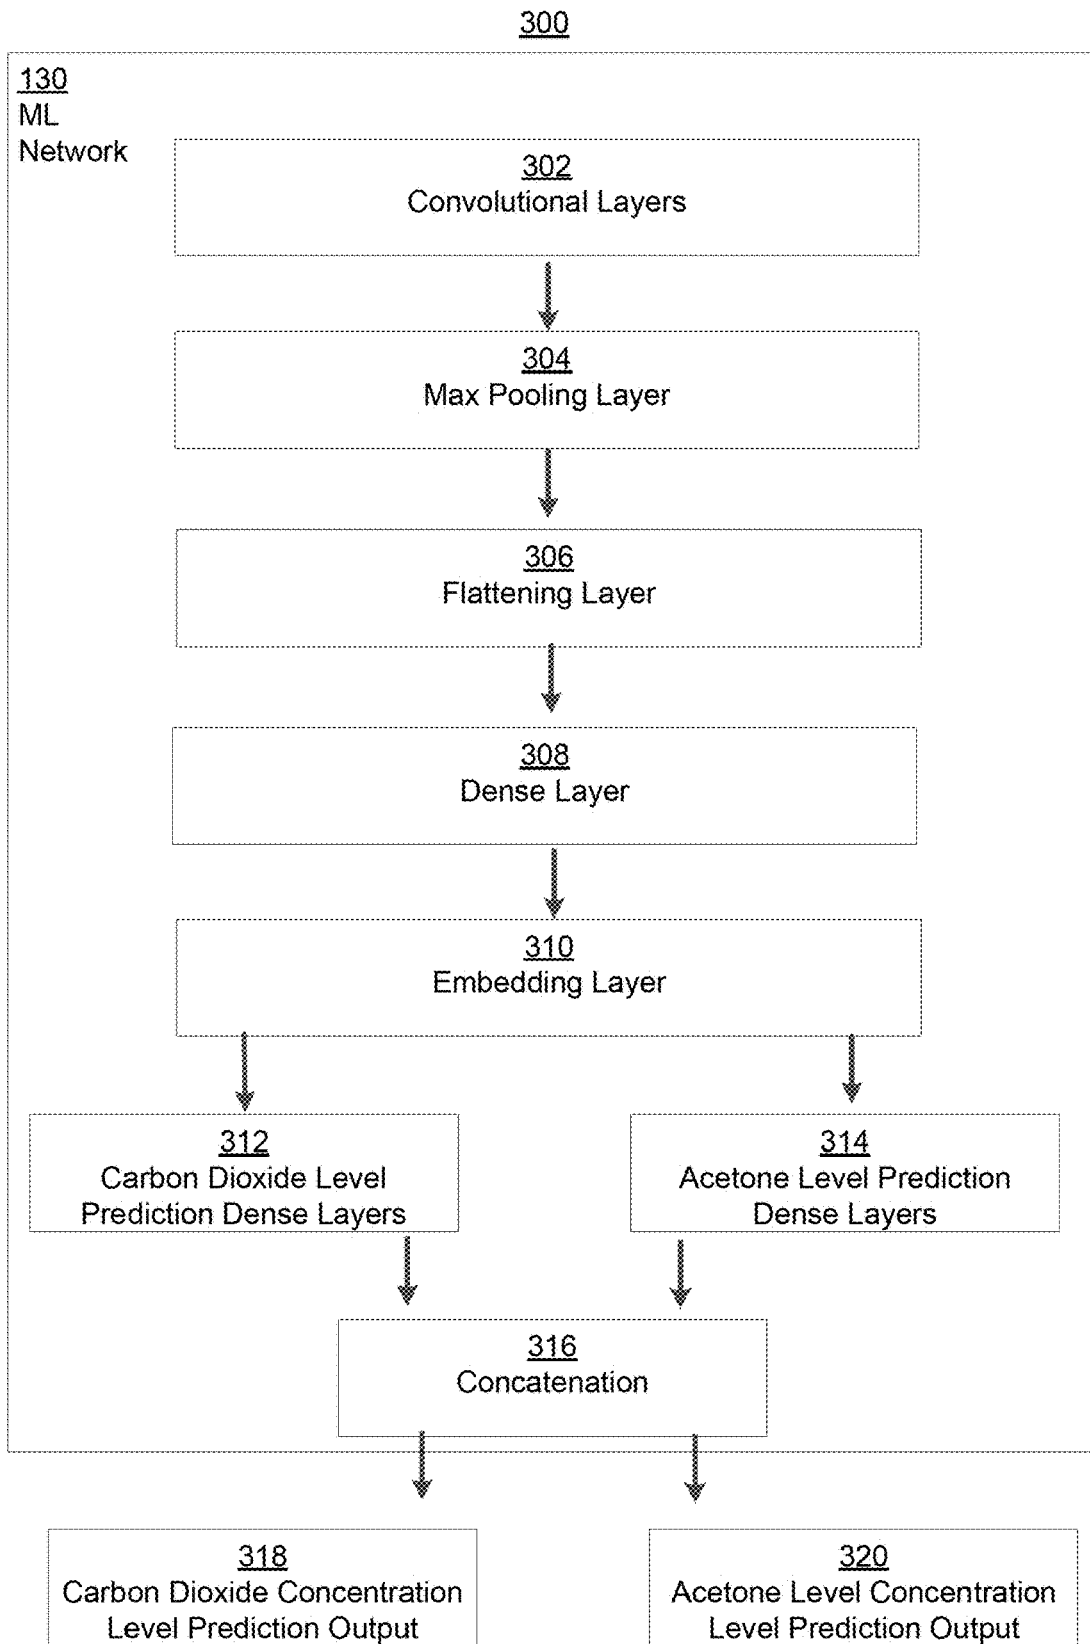 300
130
ML
Network
302
Convolutional Layers
304
Max Pooling Layer
306
Flattening Layer
308
Dense Layer
310
Embedding Layer
312
Carbon Dioxide Level
Prediction Dense Layers
314
Acetone Level Prediction
Dense Layers
316
Concatenation
318
Carbon Dioxide Concentration
Level Prediction Output
320
Acetone Level Concentration
Level Prediction Output